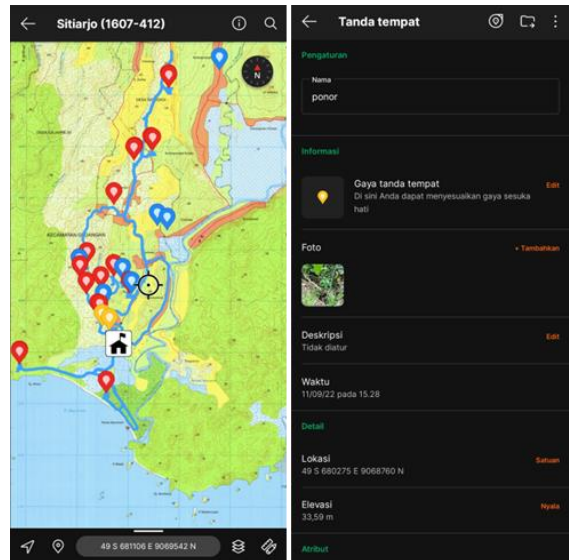 Sitiarjo (1607-412)
N
49 S 681106 E 9069542 N
Tanda tempat
Pengaturan
Nama
ponor
Informasi
Gaya tanda tempat
Edit
Di sini Anda dapat menyesuaikan gaya sesuka
hati
Foto
+ Tambahkan
Deskripsi
Edit
Tidak diatur
Waktu
11/09/22 pada 15.28
Detail
Lokasi
Satuan
49 S 680275 E 9068760 N
Elevasi
Nyala
33,59 m
Atribut